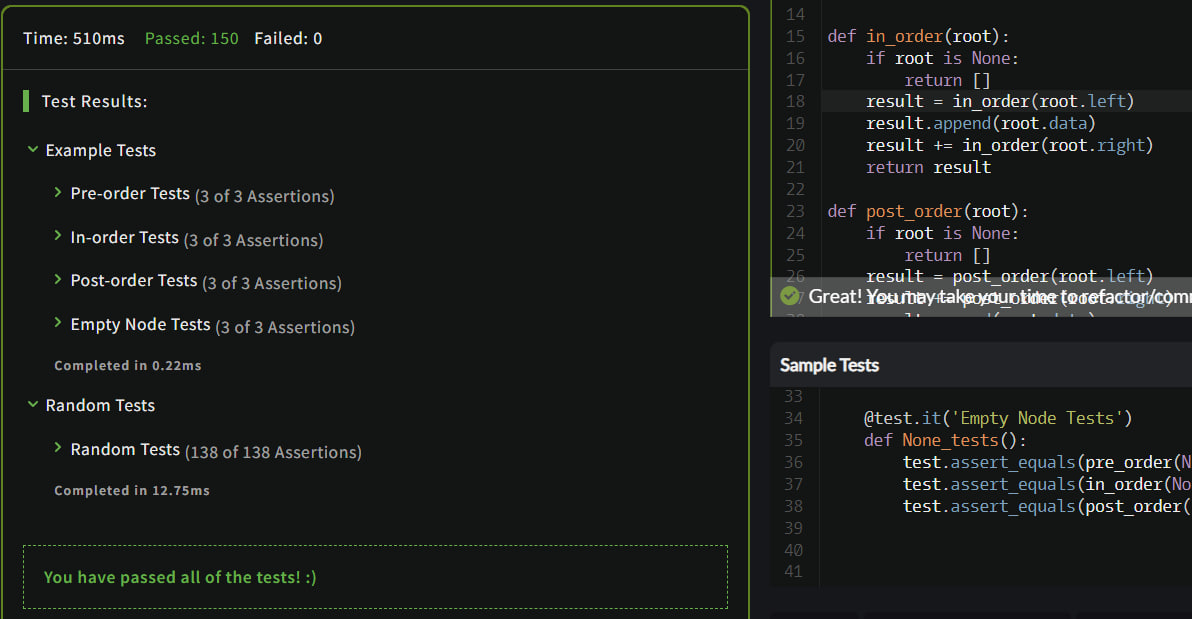 Time: 510ms Passed: 150 Failed: 0
Test Results:
Example Tests
Pre-order Tests (3 of 3 Assertions)
In-order Tests (3 of 3 Assertions)
Post-order Tests (3 of 3 Assertions)
Empty Node Tests (3 of 3 Assertions)
Completed in 0.22ms
Random Tests
Random Tests (138 of 138 Assertions)
Completed in 12.75ms
You have passed all of the tests! :)
14
15 def in_order(root):
16     if root is None:
17         return []
18     result = in_order(root.left)
19     result.append(root.data)
20     result += in_order(root.right)
21     return result
22
23 def post_order(root):
24     if root is None:
25         return []
26     result = post_order(root.left)
Great! You may take your time to refactor/comm
Sample Tests
33
34     @test.it('Empty Node Tests')
35     def None_tests():
36         test.assert_equals(pre_order(N
37         test.assert_equals(in_order(No
38         test.assert_equals(post_order(
39
40
41